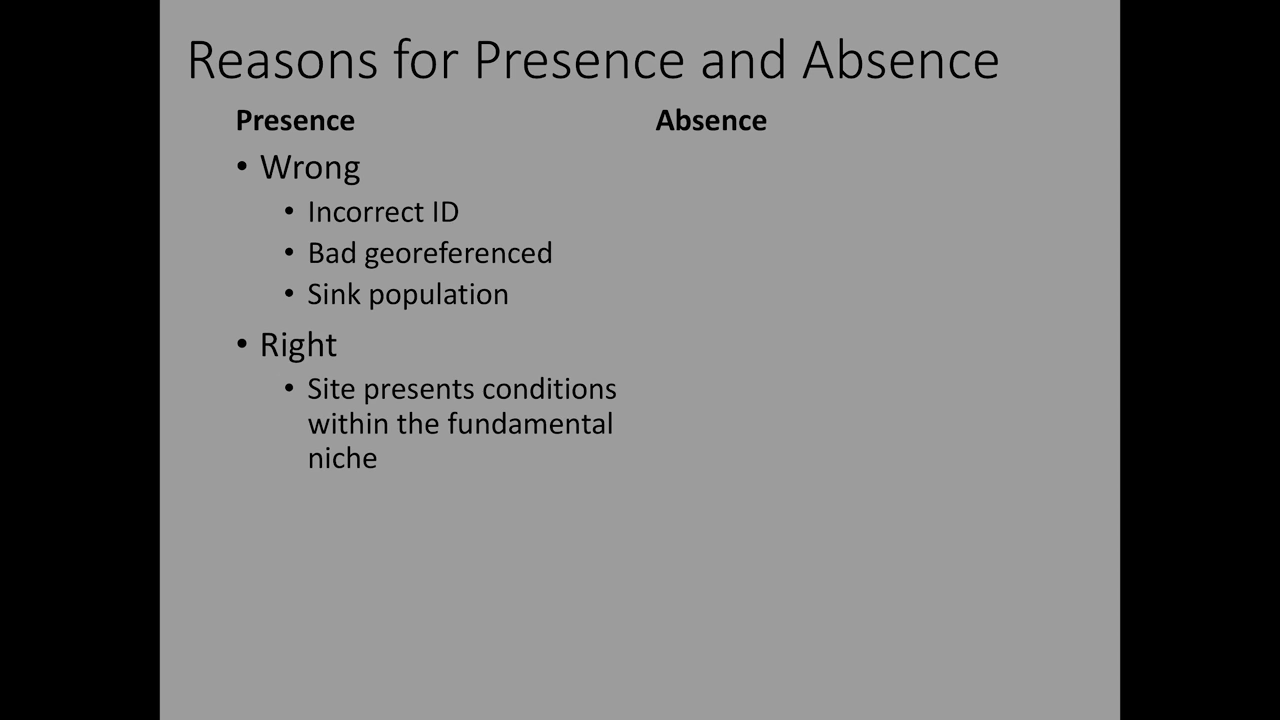 Reasons for Presence and Absence
Presence
• Wrong
• Incorrect ID
• Bad georeferenced
• Sink population
• Right
• Site presents conditions
within the fundamental
niche
Absence